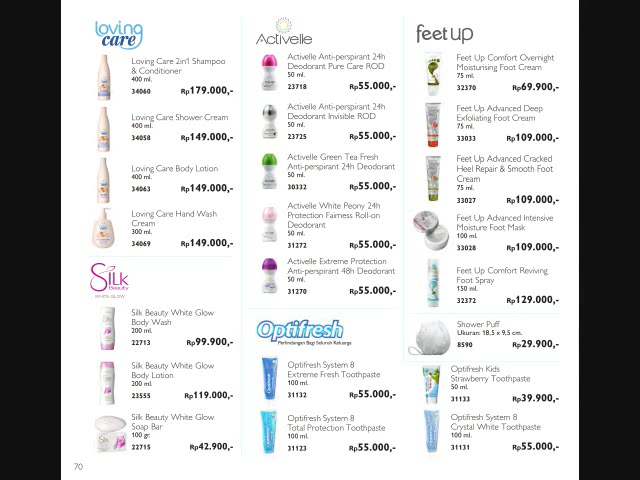 loving
care
Loving Care 2in1 Shampoo
& Conditioner
400 ml.
34060 Rp179.000,-
Loving Care Shower Cream
400 ml.
34058 Rp149.000,-
Loving Care Body Lotion
400 ml.
34063 Rp149.000,-
Loving Care Hand Wash
Cream
300 ml.
34069 Rp149.000,-
SILK
Beauty
WHITE GLOW
Silk Beauty White Glow
Body Wash
200 ml.
22713 Rp99.900,-
Silk Beauty White Glow
Body Lotion
200 ml.
23555 Rp119.000,-
Silk Beauty White Glow
Soap Bar
100 gr.
22715 Rp42.900,-
70
Activelle
Activelle Anti-perspirant 24h
Deodorant Pure Care ROD
50 ml.
23718 Rp55.000,-
Activelle Anti-perspirant 24h
Deodorant Invisible ROD
50 ml.
23725 Rp55.000,-
Activelle Green Tea Fresh
Anti-perspirant 24h Deodorant
50 ml.
30332 Rp55.000,-
Activelle White Peony 24h
Protection Fairness Roll-on
Deodorant
50 ml.
31272 Rp55.000,-
Activelle Extreme Protection
Anti-perspirant 48h Deodorant
50 ml.
31270 Rp55.000,-
Optifresh
Perlindungan Bagi Seluruh Keluarga
Optifresh System 8
Extreme Fresh Toothpaste
100 ml.
31132 Rp55.000,-
Optifresh System 8
Total Protection Toothpaste
100 ml.
31123 Rp55.000,-
feet up
Feet Up Comfort Overnight
Moisturising Foot Cream
75 ml.
32370 Rp69.900,-
Feet Up Advanced Deep
Exfoliating Foot Cream
75 ml.
33033 Rp109.000,-
Feet Up Advanced Cracked
Heel Repair & Smooth Foot
Cream
75 ml.
33027 Rp109.000,-
Feet Up Advanced Intensive
Moisture Foot Mask
100 ml.
33028 Rp109.000,-
Feet Up Comfort Reviving
Foot Spray
150 ml.
32372 Rp129.000,-
Shower Puff
Ukuran: 18,5 x 9,5 cm.
8590 Rp29.900,-
Optifresh Kids
Strawberry Toothpaste
50 ml.
31133 Rp39.900,-
Optifresh System 8
Crystal White Toothpaste
100 ml.
31131 Rp55.000,-